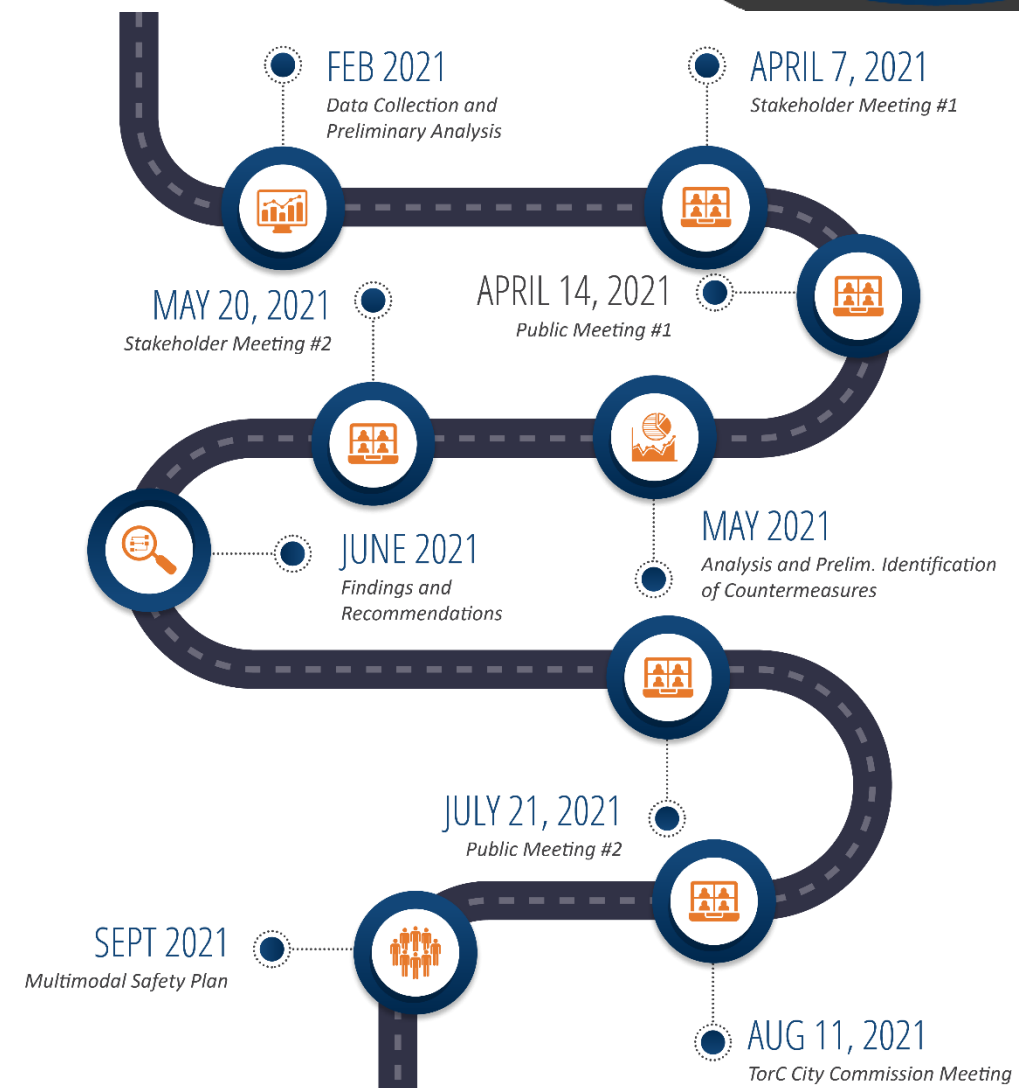 FEB 2021
Data Collection and
Preliminary Analysis
APRIL 7, 2021
Stakeholder Meeting #1
APRIL 14, 2021
Public Meeting #1
MAY 2021
Analysis and Prelim. Identification
of Countermeasures
MAY 20, 2021
Stakeholder Meeting #2
JUNE 2021
Findings and
Recommendations
JULY 21, 2021
Public Meeting #2
AUG 11, 2021
TorC City Commission Meeting
SEPT 2021
Multimodal Safety Plan